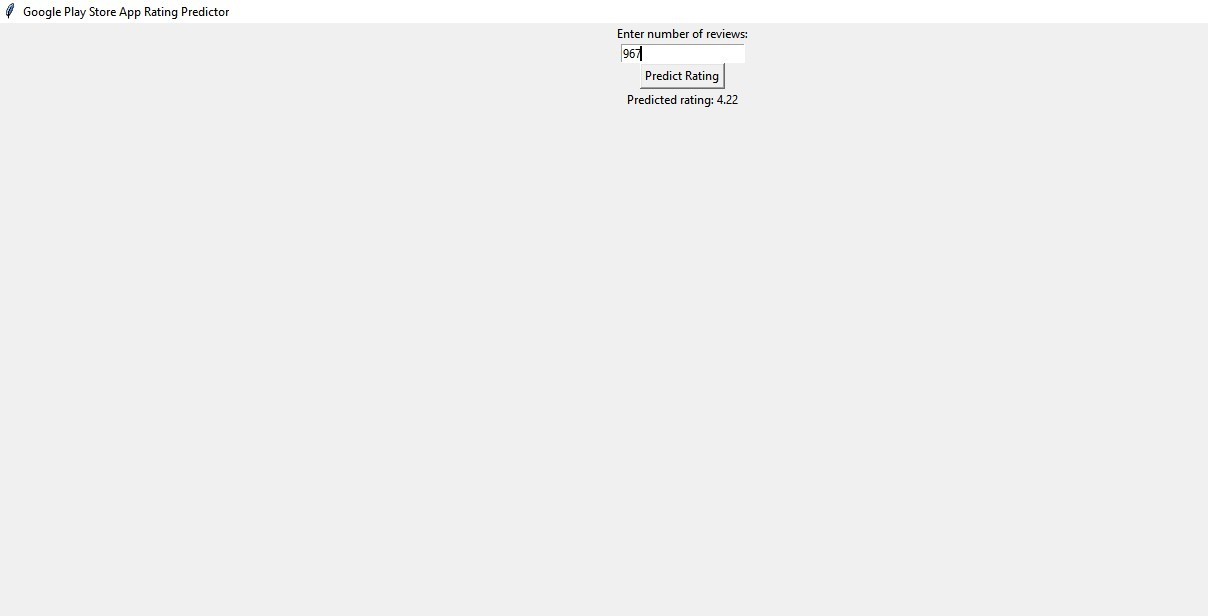 Google Play Store App Rating Predictor
Enter number of reviews:
967
Predict Rating
Predicted rating: 4.22